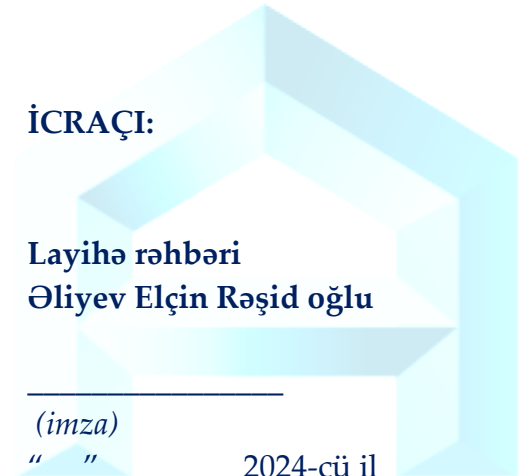 İCRAÇI:
Layihə rəhbəri
Əliyev Elçin Rəşid oğlu
________________
(imza)
“ ” 2024-cü il